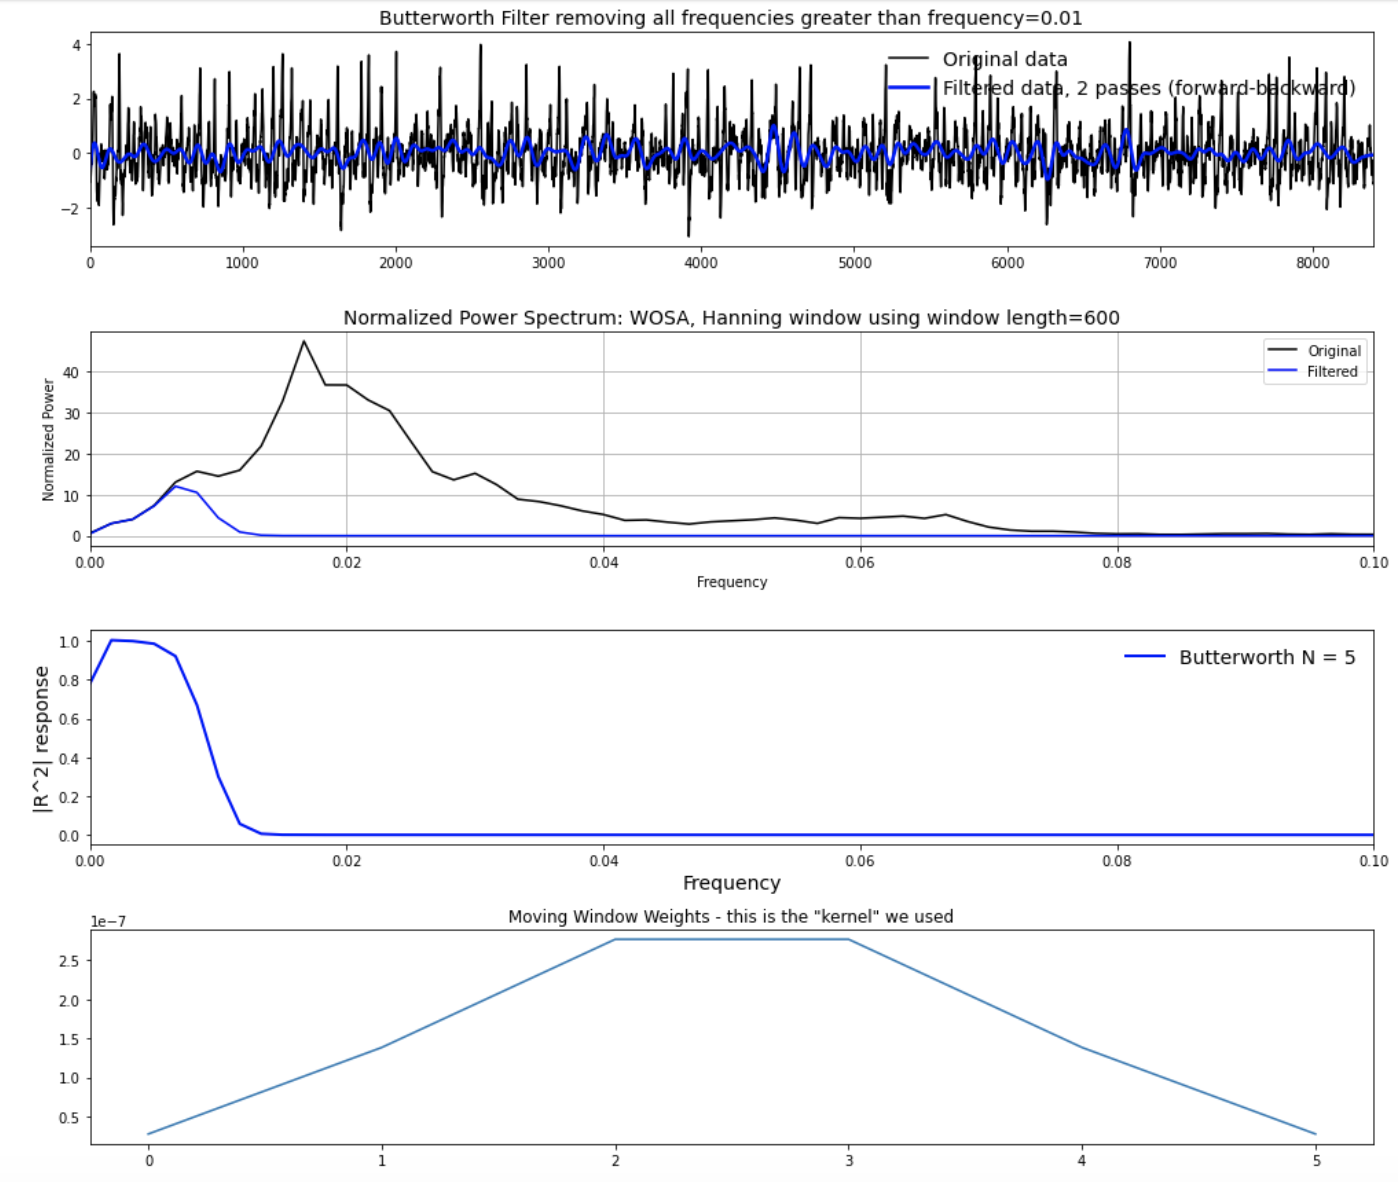 Butterworth Filter removing all frequencies greater than frequency=0.01
4
2
0
−2
Original data
Filtered data, 2 passes (forward-backward)
0 1000 2000 3000 4000 5000 6000 7000 8000
Normalized Power Spectrum: WOSA, Hanning window using window length=600
Normalized Power
40
30
20
10
0
Original
Filtered
0.00 0.02 0.04 0.06 0.08 0.10
Frequency
|R^2| response
1.0
0.8
0.6
0.4
0.2
0.0
Butterworth N = 5
0.00 0.02 0.04 0.06 0.08 0.10
Frequency
1e−7
Moving Window Weights - this is the "kernel" we used
2.5
2.0
1.5
1.0
0.5
0 1 2 3 4 5